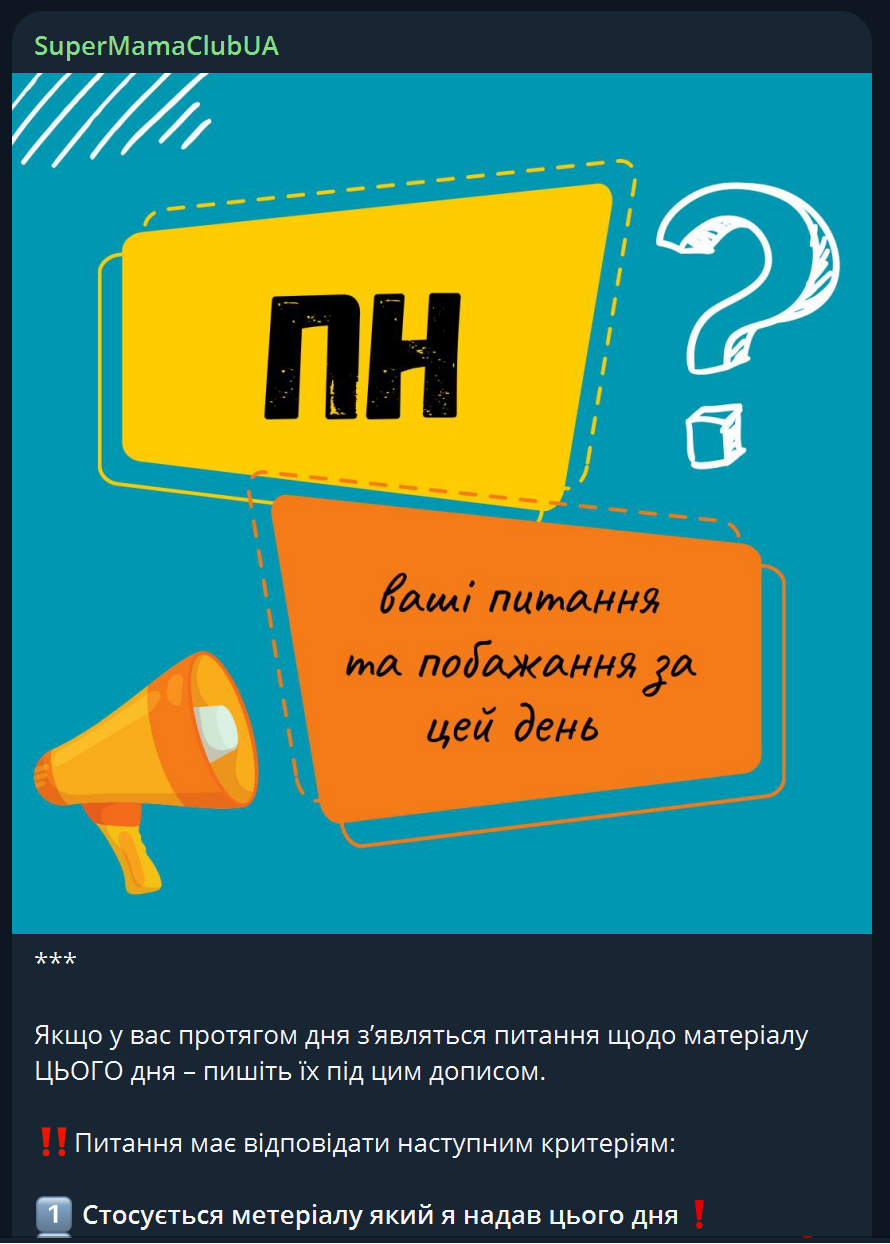 SuperMamaClubUA
ПН
ваші питання
та побажання за
цей день
***
Якщо у вас протягом дня з’являться питання щодо матеріалу
ЦЬОГО дня – пишіть їх під цим дописом.
‼️Питання має відповідати наступним критеріям:
1️⃣ Стосується метеріалу який я надав цього дня ❗